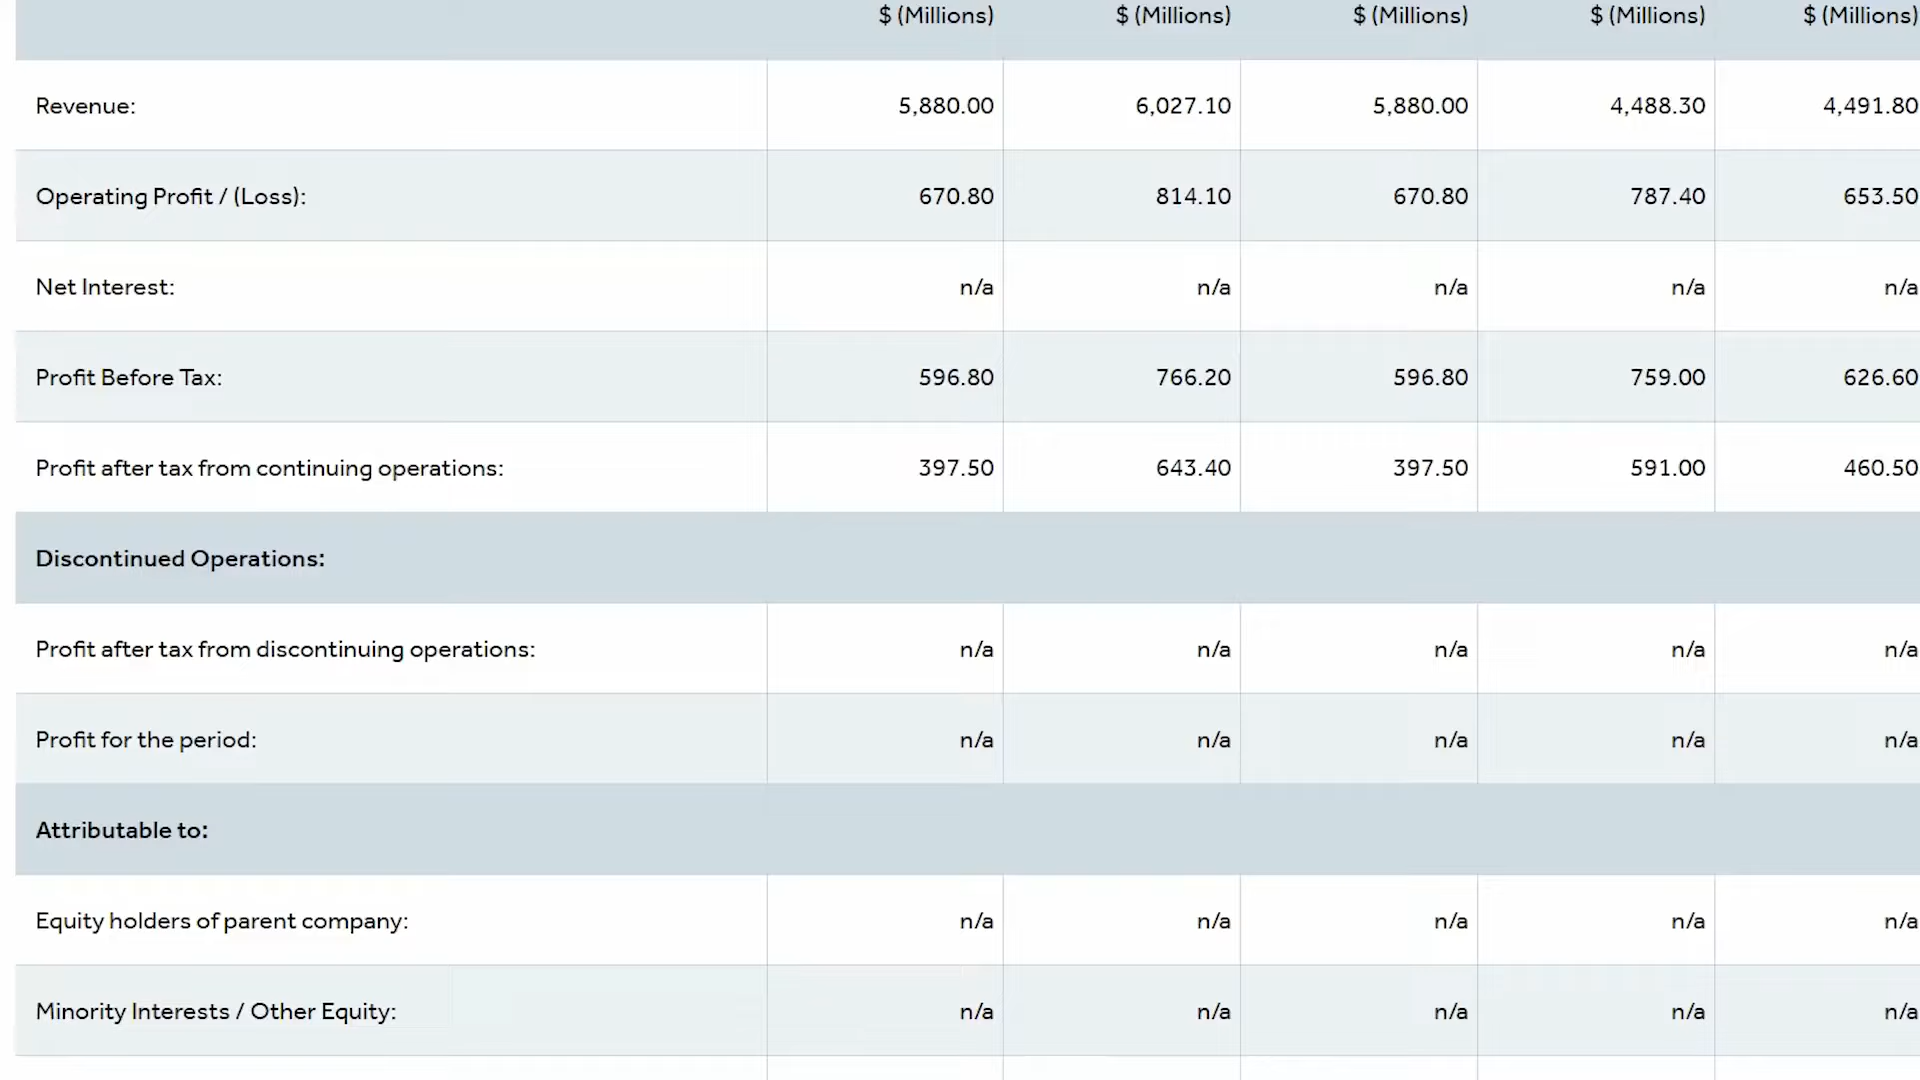 $ (Millions) $ (Millions) $ (Millions) $ (Millions) $ (Millions)
Revenue: 5,880.00 6,027.10 5,880.00 4,488.30 4,491.80
Operating Profit / (Loss): 670.80 814.10 670.80 787.40 653.50
Net Interest: n/a n/a n/a n/a n/a
Profit Before Tax: 596.80 766.20 596.80 759.00 626.60
Profit after tax from continuing operations: 397.50 643.40 397.50 591.00 460.50
Discontinued Operations:
Profit after tax from discontinuing operations: n/a n/a n/a n/a n/a
Profit for the period: n/a n/a n/a n/a n/a
Attributable to:
Equity holders of parent company: n/a n/a n/a n/a n/a
Minority Interests / Other Equity: n/a n/a n/a n/a n/a